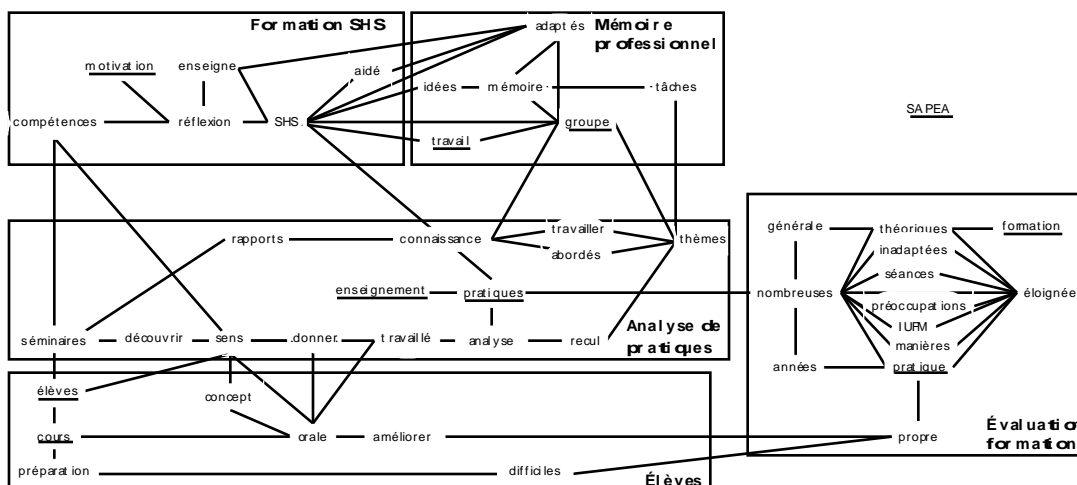 Formation SHS
adaptés
Mémoire
professionnel
motivation
enseigne
aidé
idées
mémoire
tâches
compétences
réflexion
SHS.
groupe
SAPEA
travail
rapports
connaissance
travailler
abordés
thèmes
générale
théoriques
formation
inadaptées
séances
enseignement
pratiques
nombreuses
préoccupations
éloignée
IUFM
manières
séminaires
découvrir
sens
donner
travaillé
analyse
recul
Analyse de
pratiques
années
pratique
élèves
concept
cours
orale
améliorer
propre
Évaluation
formation
préparation
difficiles
Élèves